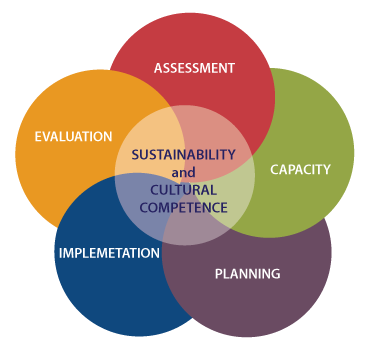 ASSESSMENT
EVALUATION
SUSTAINABILITY
and
CULTURAL
COMPETENCE
CAPACITY
IMPLEMETATION
PLANNING